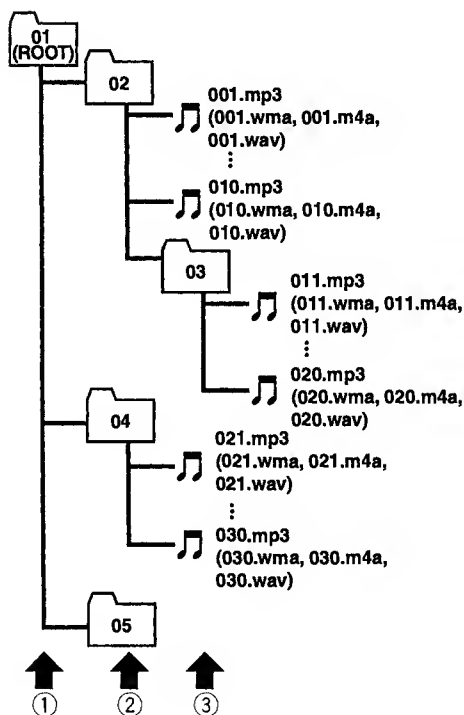 01
(ROOT)
02
001.mp3
(001.wma, 001.m4a,
001.wav)
010.mp3
(010.wma, 010.m4a,
010.wav)
03
011.mp3
(011.wma, 011.m4a,
011.wav)
020.mp3
(020.wma, 020.m4a,
020.wav)
04
021.mp3
(021.wma, 021.m4a,
021.wav)
030.mp3
(030.wma, 030.m4a,
030.wav)
05
① ② ③